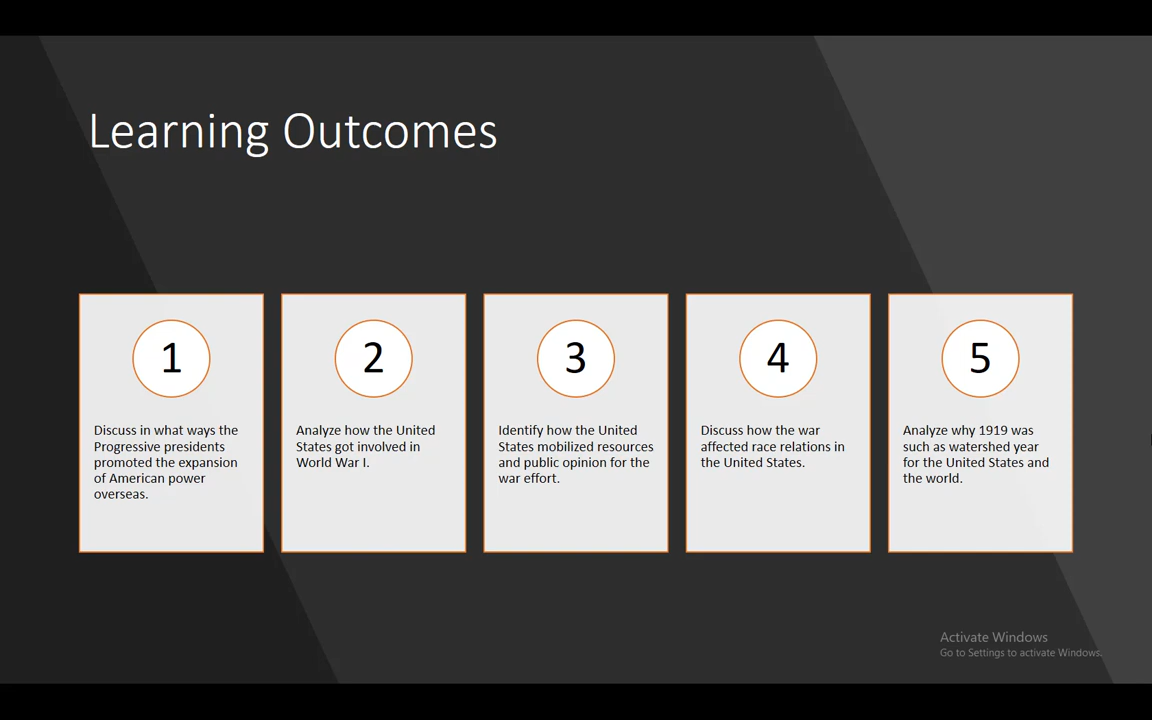 Learning Outcomes
1
Discuss in what ways the
Progressive presidents
promoted the expansion
of American power
overseas.
2
Analyze how the United
States got involved in
World War I.
3
Identify how the United
States mobilized resources
and public opinion for the
war effort.
4
Discuss how the war
affected race relations in
the United States.
5
Analyze why 1919 was
such as watershed year
for the United States and
the world.
Activate Windows
Go to Settings to activate Windows.